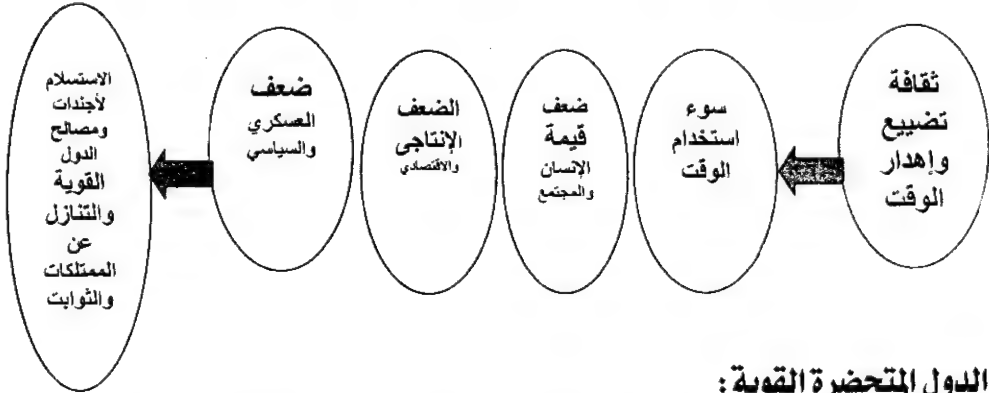 ثقافة
تضييع
وإهدار
الوقت
سوء
استخدام
الوقت
ضعف
قيمة
الإنسان
والمجتمع
الضعف
الإنتاجى
والاقتصادي
ضعف
العسكري
والسياسي
الاستسلام
لأجندات
ومصالح
الدول
القوية
والتنازل
عن
الممتلكات
والثوابت
الدول المتحضرة القوية :